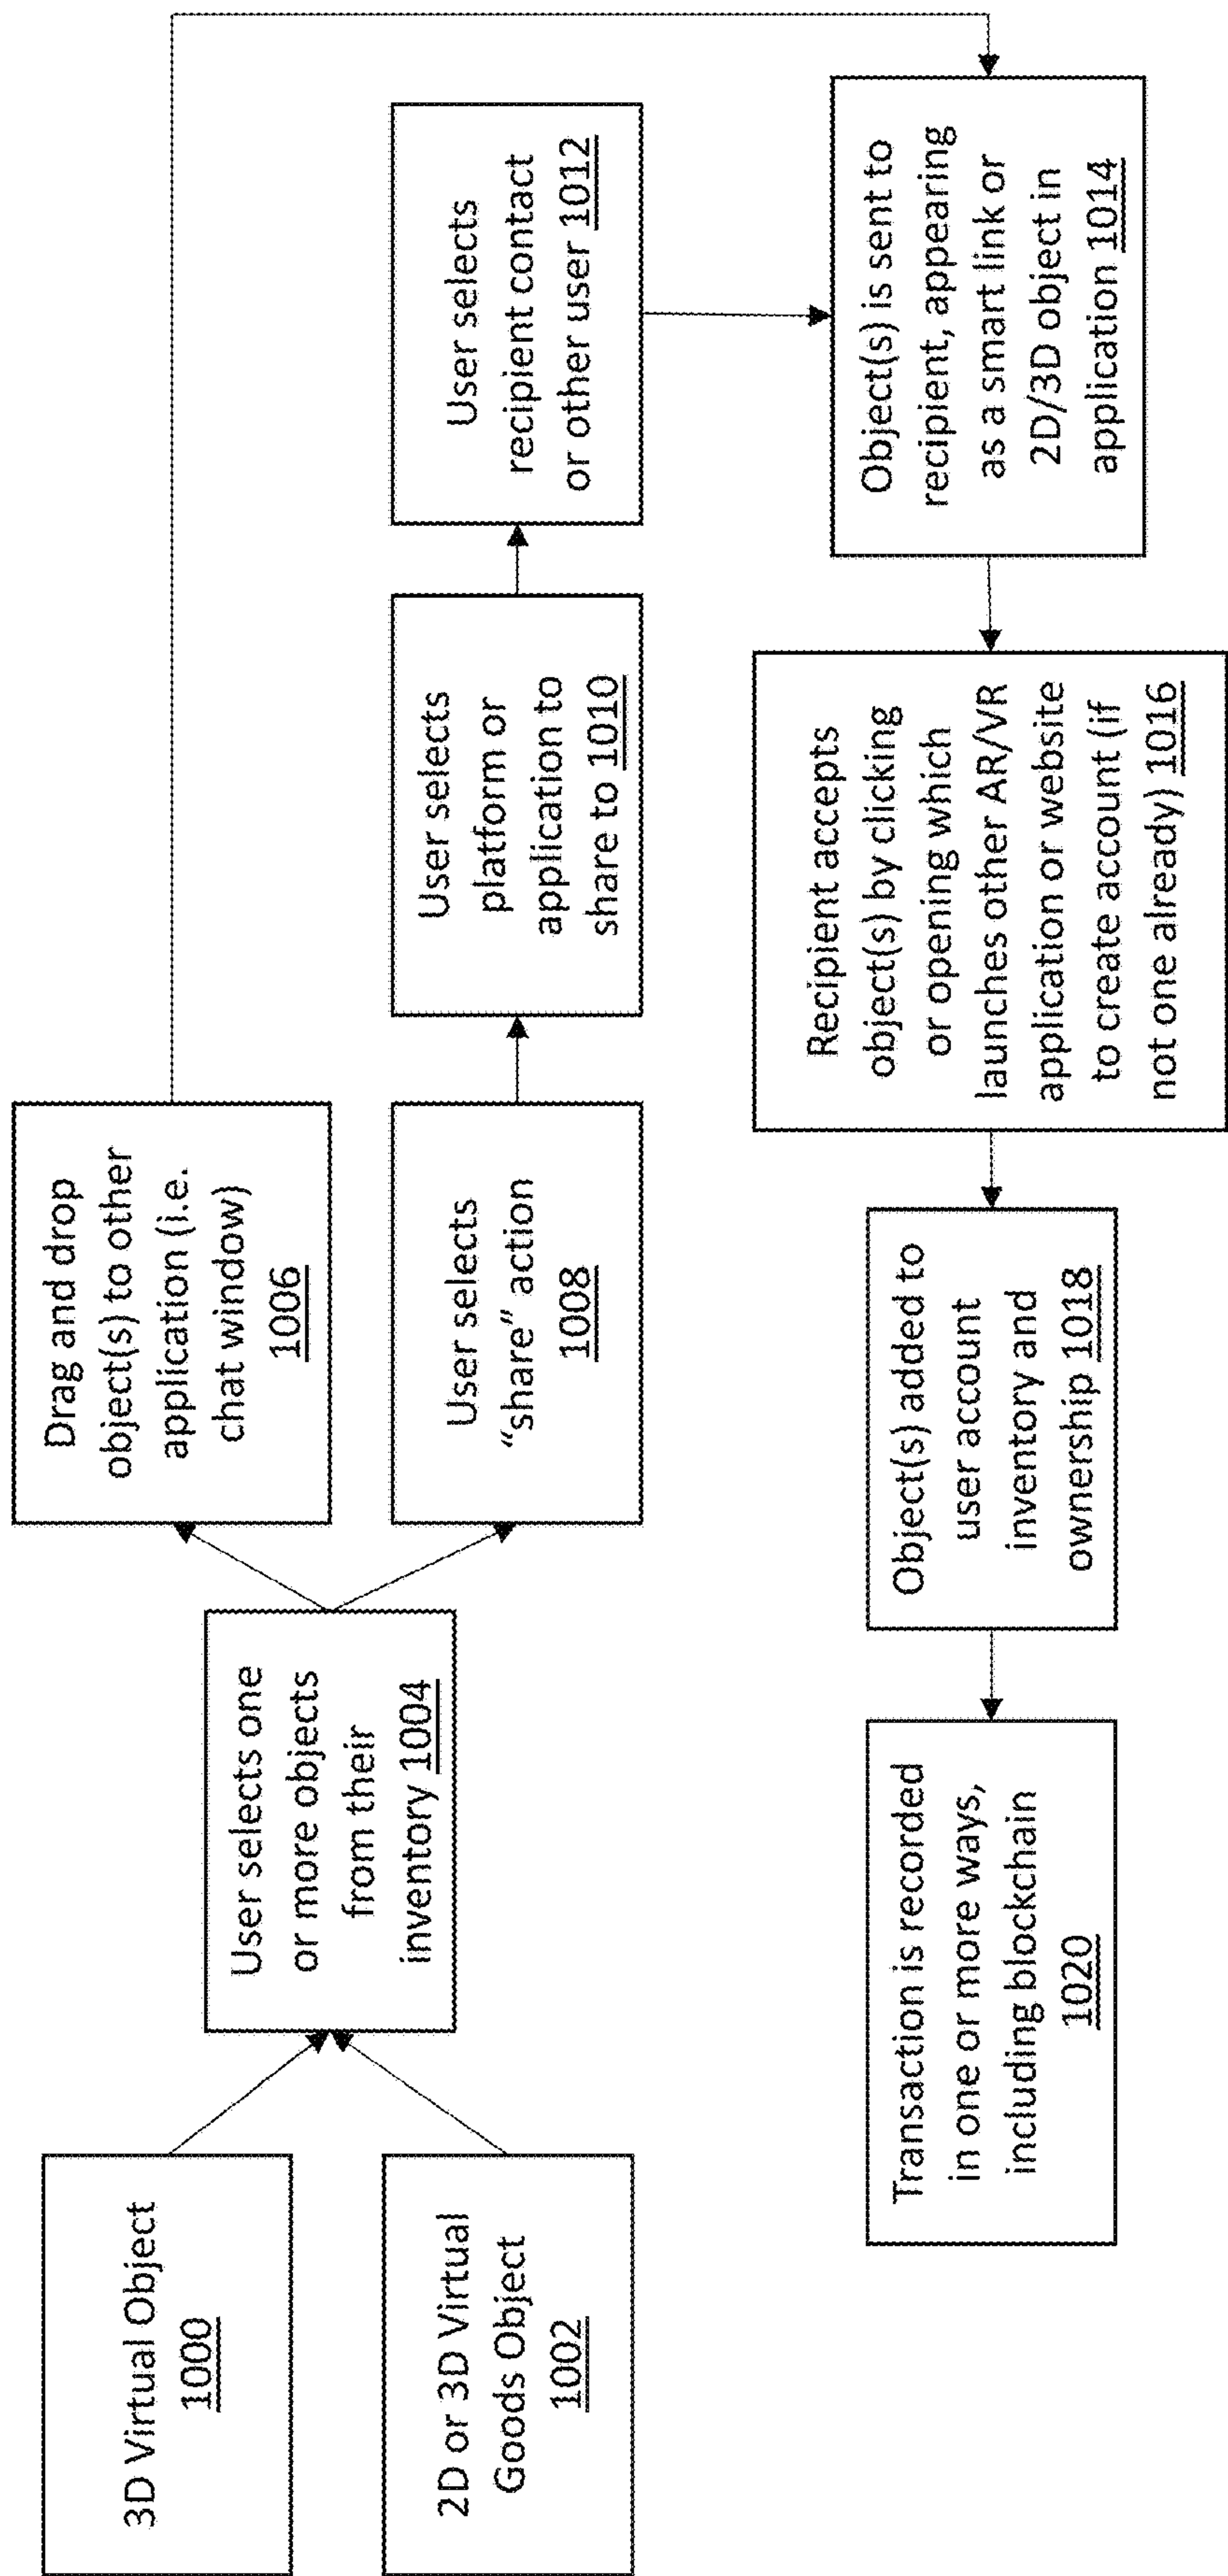 3D Virtual Object
1000
2D or 3D Virtual
Goods Object
1002
User selects one
or more objects
from their
inventory 1004
Drag and drop
object(s) to other
application (i.e.
chat window)
1006
User selects
"share" action
1008
User selects
platform or
application to
share to 1010
User selects
recipient contact
or other user 1012
Object(s) is sent to
recipient, appearing
as a smart link or
2D/3D object in
application 1014
Recipient accepts
object(s) by clicking
or opening which
launches other AR/VR
application or website
to create account (if
not one already) 1016
Object(s) added to
user account
inventory and
ownership 1018
Transaction is recorded
in one or more ways,
including blockchain
1020